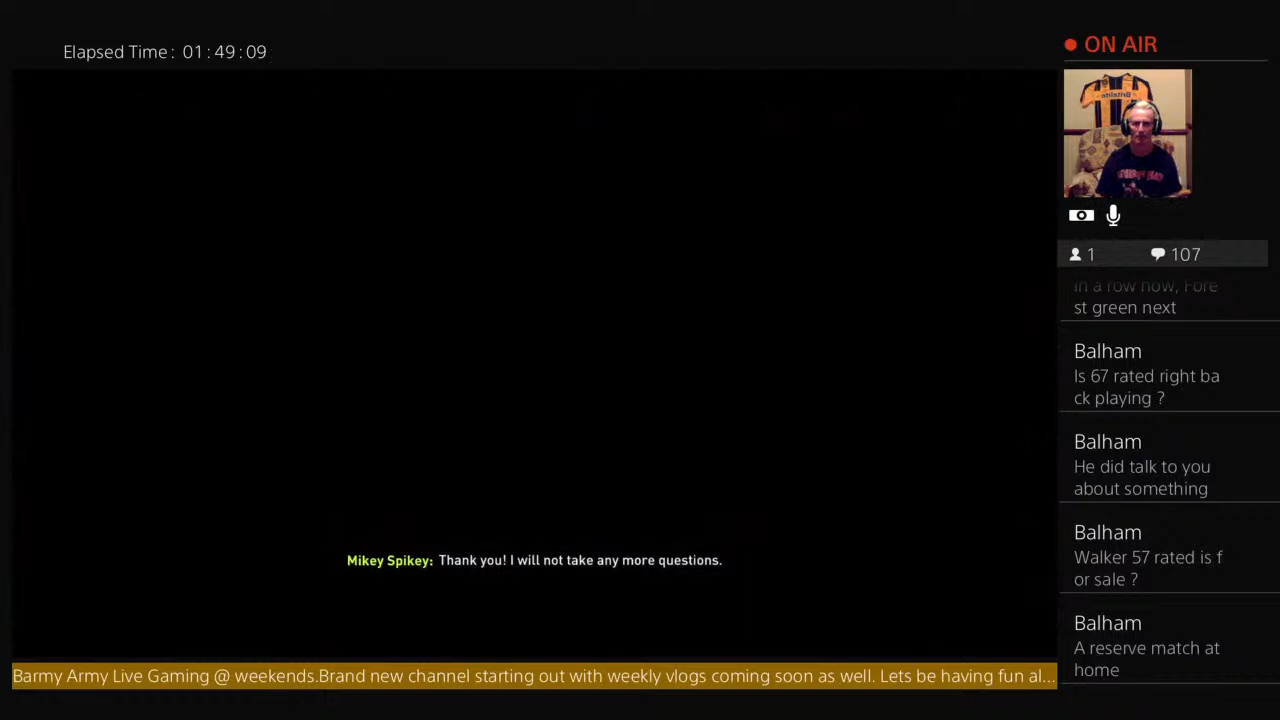 Elapsed Time: 01:49:09
ON AIR
1 107
in a row now, Fore
st green next
Balham
Is 67 rated right ba
ck playing ?
Balham
He did talk to you
about something
Balham
Walker 57 rated is f
or sale ?
Balham
A reserve match at
home
Mikey Spikey: Thank you! I will not take any more questions.
Barmy Army Live Gaming @ weekends.Brand new channel starting out with weekly vlogs coming soon as well. Lets be having fun al...